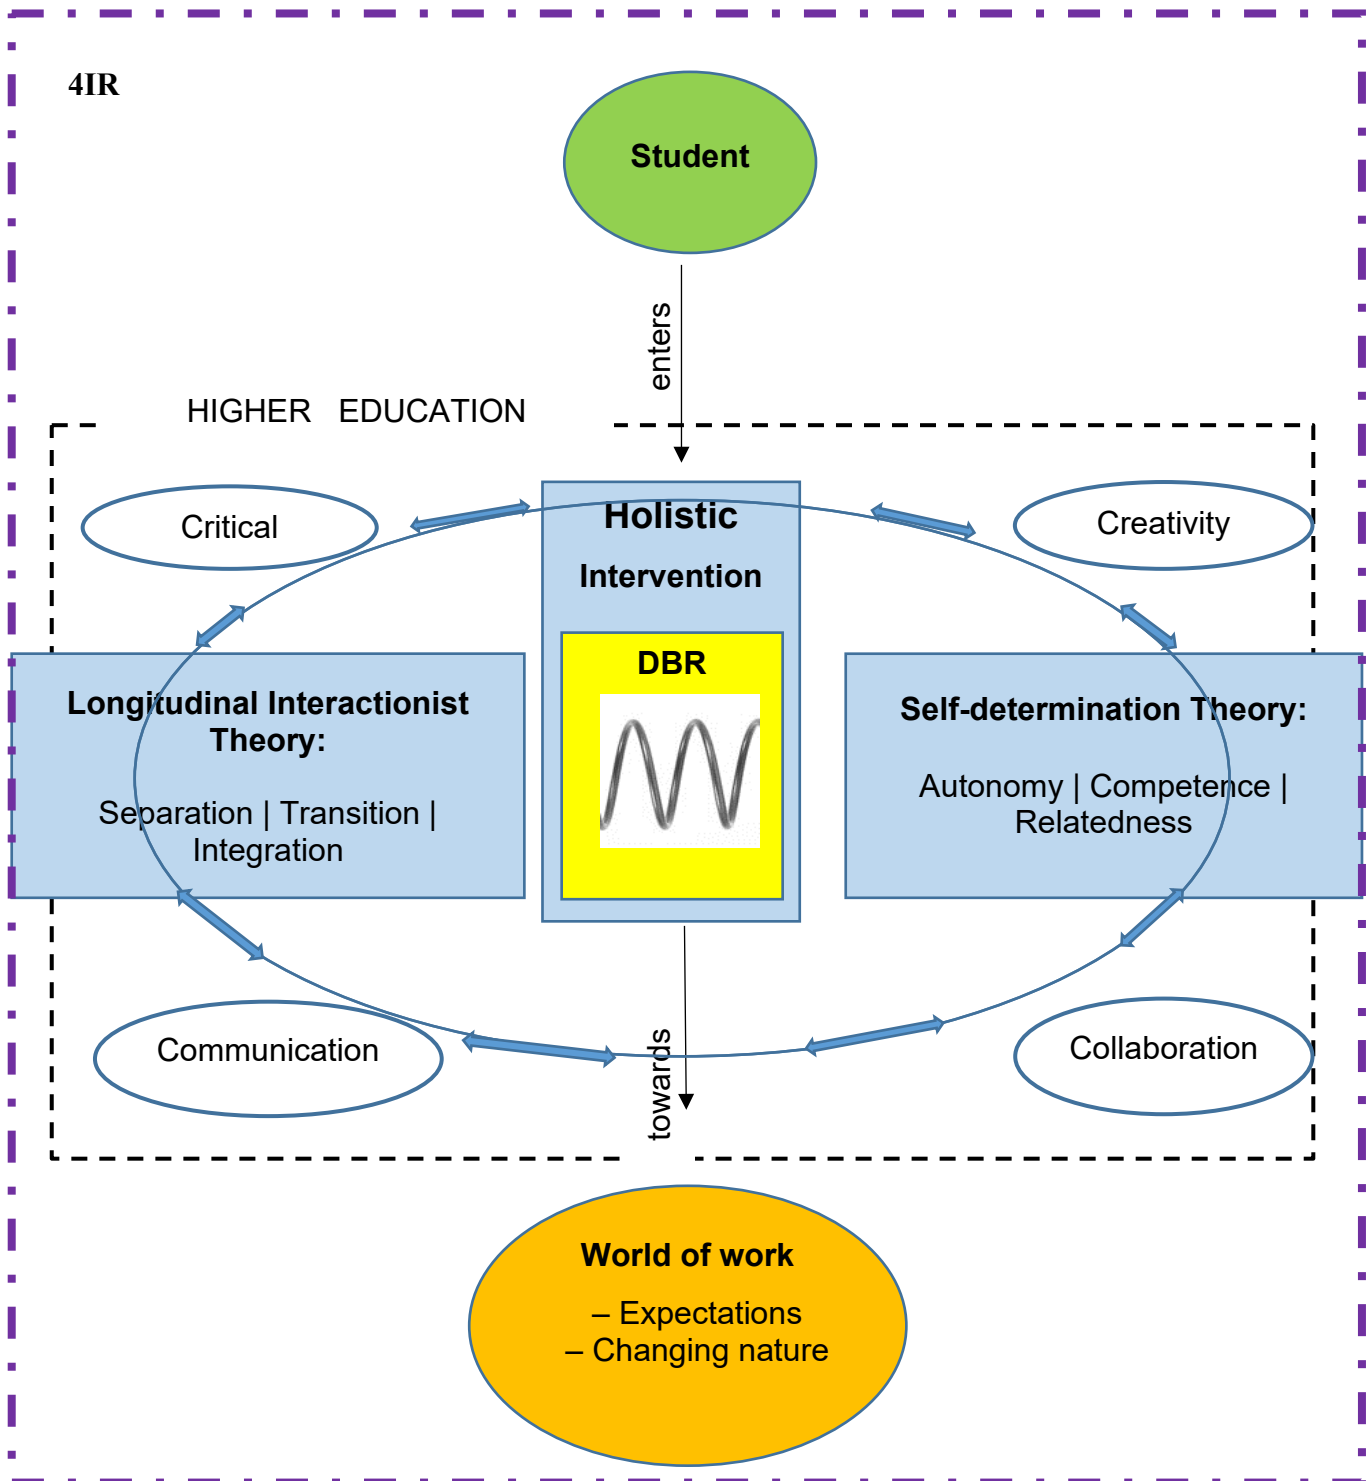 4IR
Student
enters
HIGHER EDUCATION
Critical
Holistic
Intervention
Creativity
DBR
Longitudinal Interactionist
Theory:
Separation | Transition |
Integration
Self-determination Theory:
Autonomy | Competence |
Relatedness
Communication
towards
Collaboration
World of work
– Expectations
– Changing nature